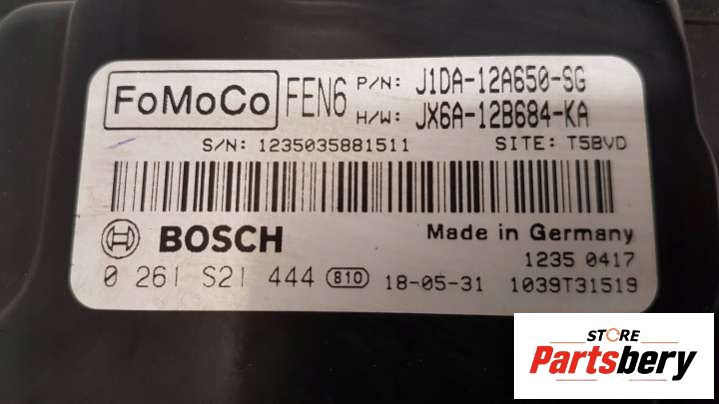 FoMoCo FEN6 P/N: J1DA-12A650-SG
H/W: JX6A-12B684-KA
S/N: 1235035881511 SITE: T5BVD
BOSCH Made in Germany
1235 0417
0 261 S21 444 810 18-05-31 1039T31519
STORE
Partsbery